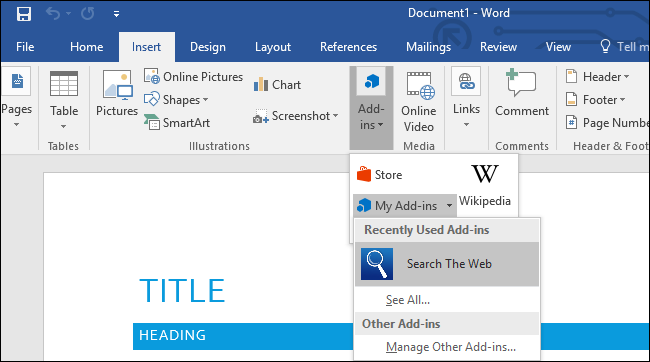 Document1 - Word
File Home Insert Design Layout References Mailings Review View Tell m
Pages
Table
Tables
Pictures
Online Pictures
Shapes
SmartArt
Chart
Screenshot
Illustrations
Add-
ins
Online
Video
Media
Links
Comment
Comments
Header
Footer
Page Numbe
Header & Foot
Store
My Add-ins
W
Wikipedia
Recently Used Add-ins
Search The Web
See All...
Other Add-ins
Manage Other Add-ins...
TITLE
HEADING